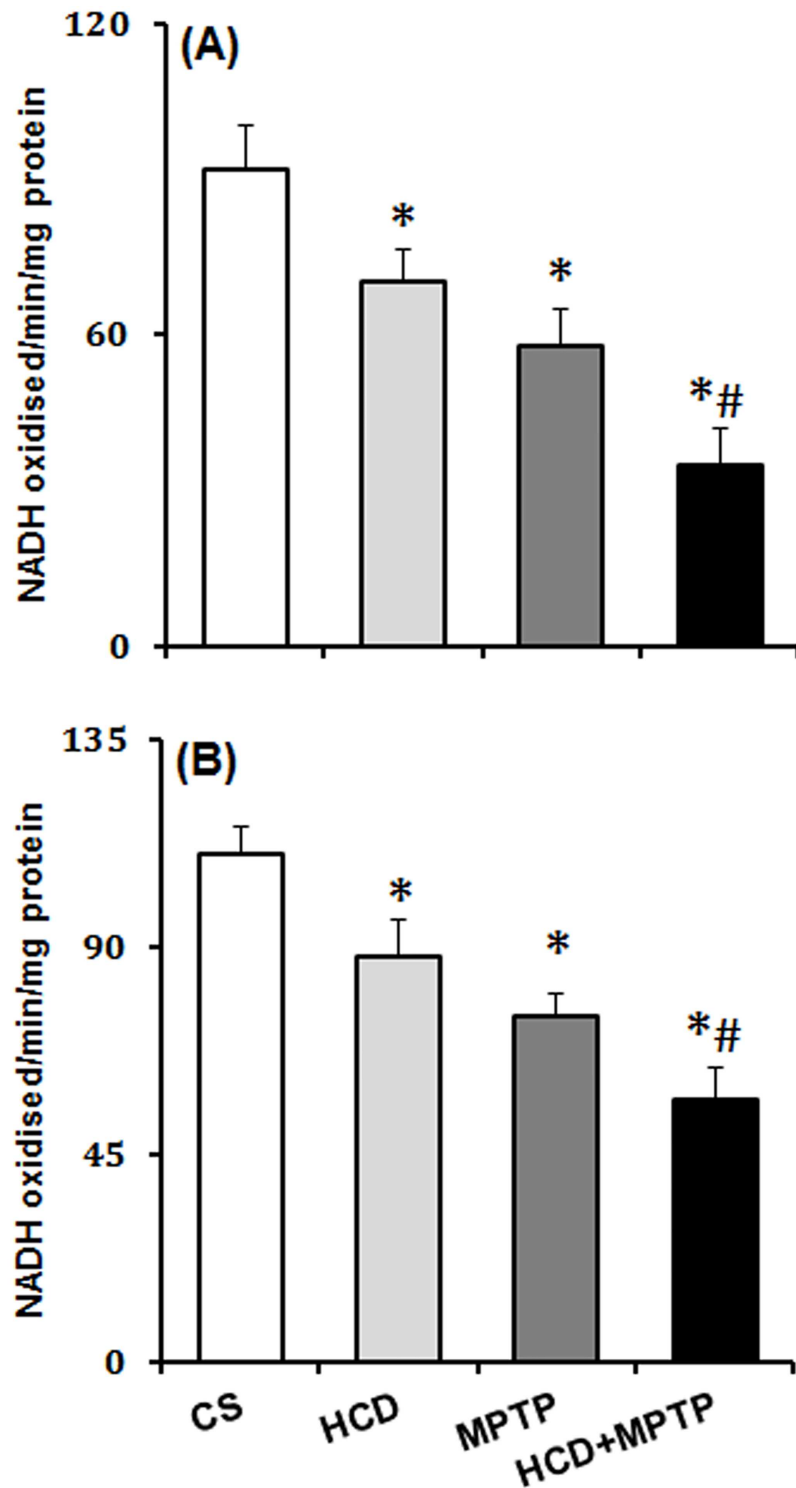 120
(A)
*
*
60
*#
0
NADH oxidised/min/mg protein
135
(B)
*
*
90
*#
45
0
NADH oxidised/min/mg protein
CS
HCD
MPTP
HCD+MPTP